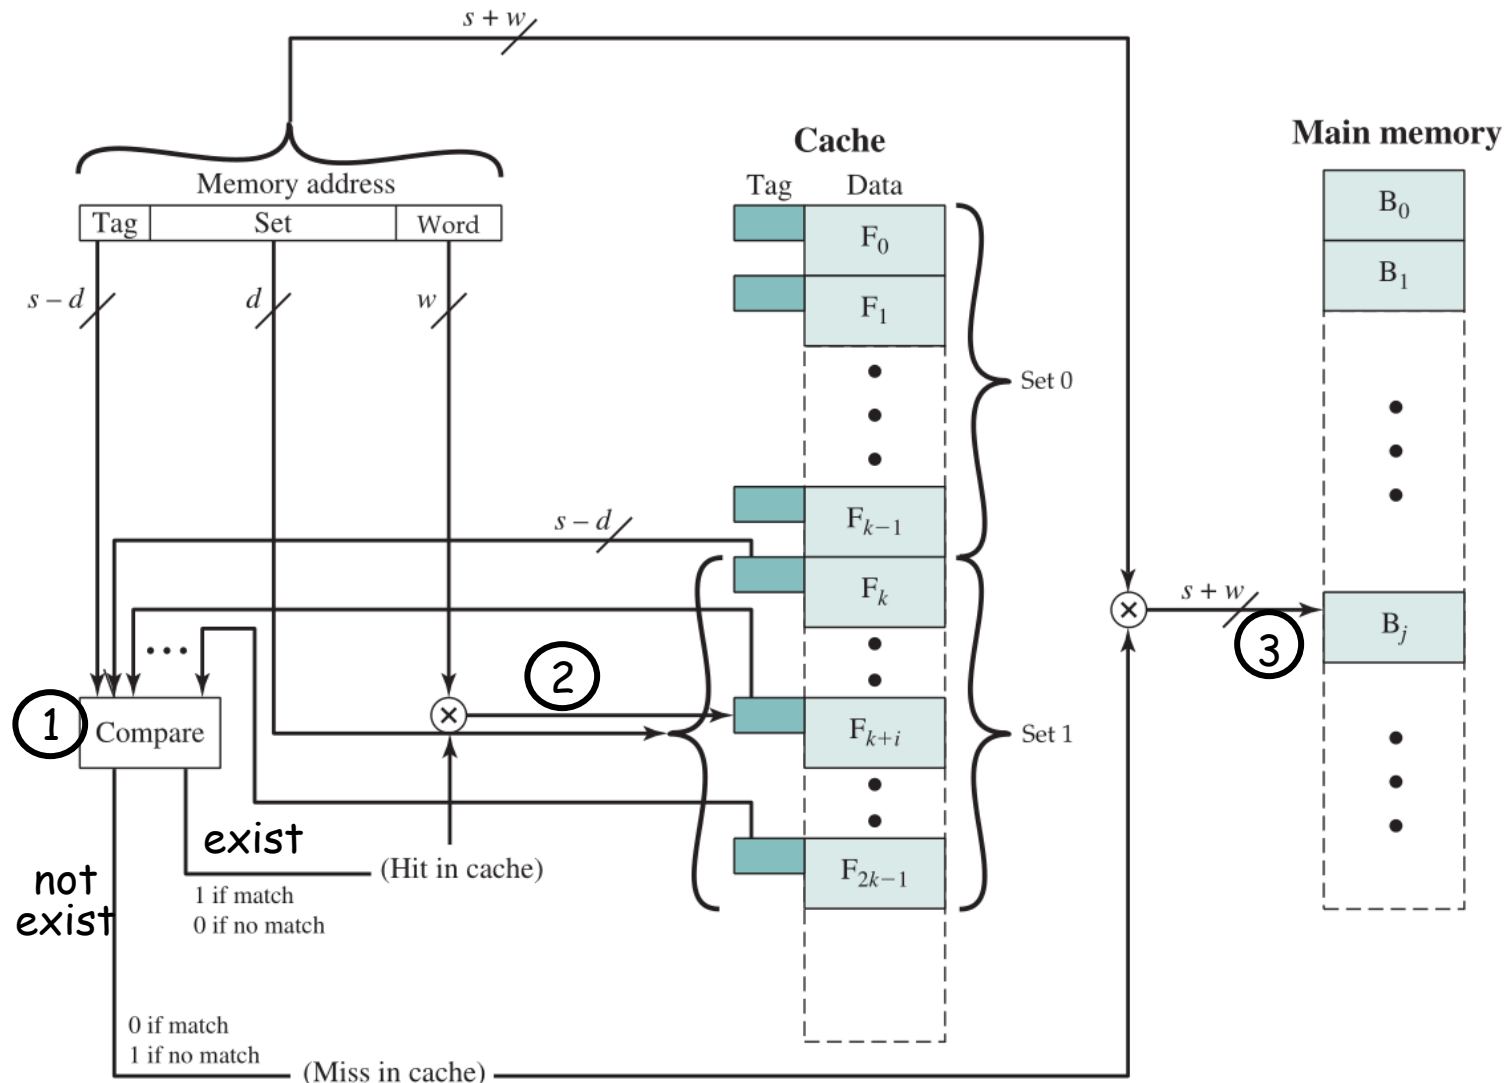 s + w
Cache
Main memory
Memory address
Tag Data
Tag Set Word
F0
B0
B1
s − d
d
w
F1
Set 0
s − d
Fk−1
Fk
s + w
Bj
3
2
1
Compare
Fk+i
Set 1
exist
(Hit in cache)
F2k−1
not
exist
1 if match
0 if no match
0 if match
1 if no match
(Miss in cache)